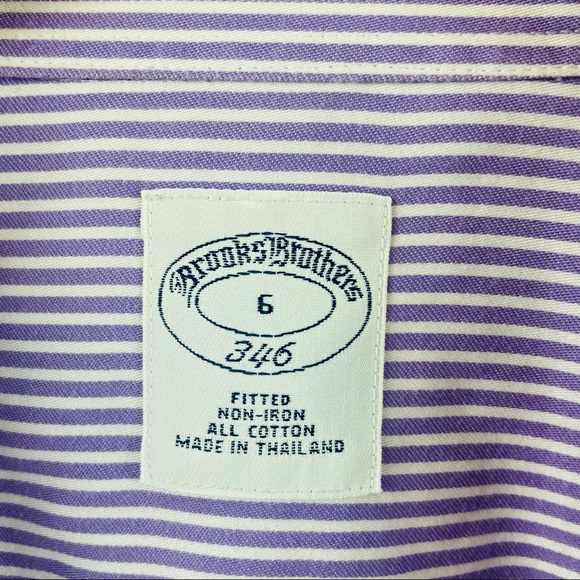 Brooks Brothers
6
346
FITTED
NON-IRON
ALL COTTON
MADE IN THAILAND